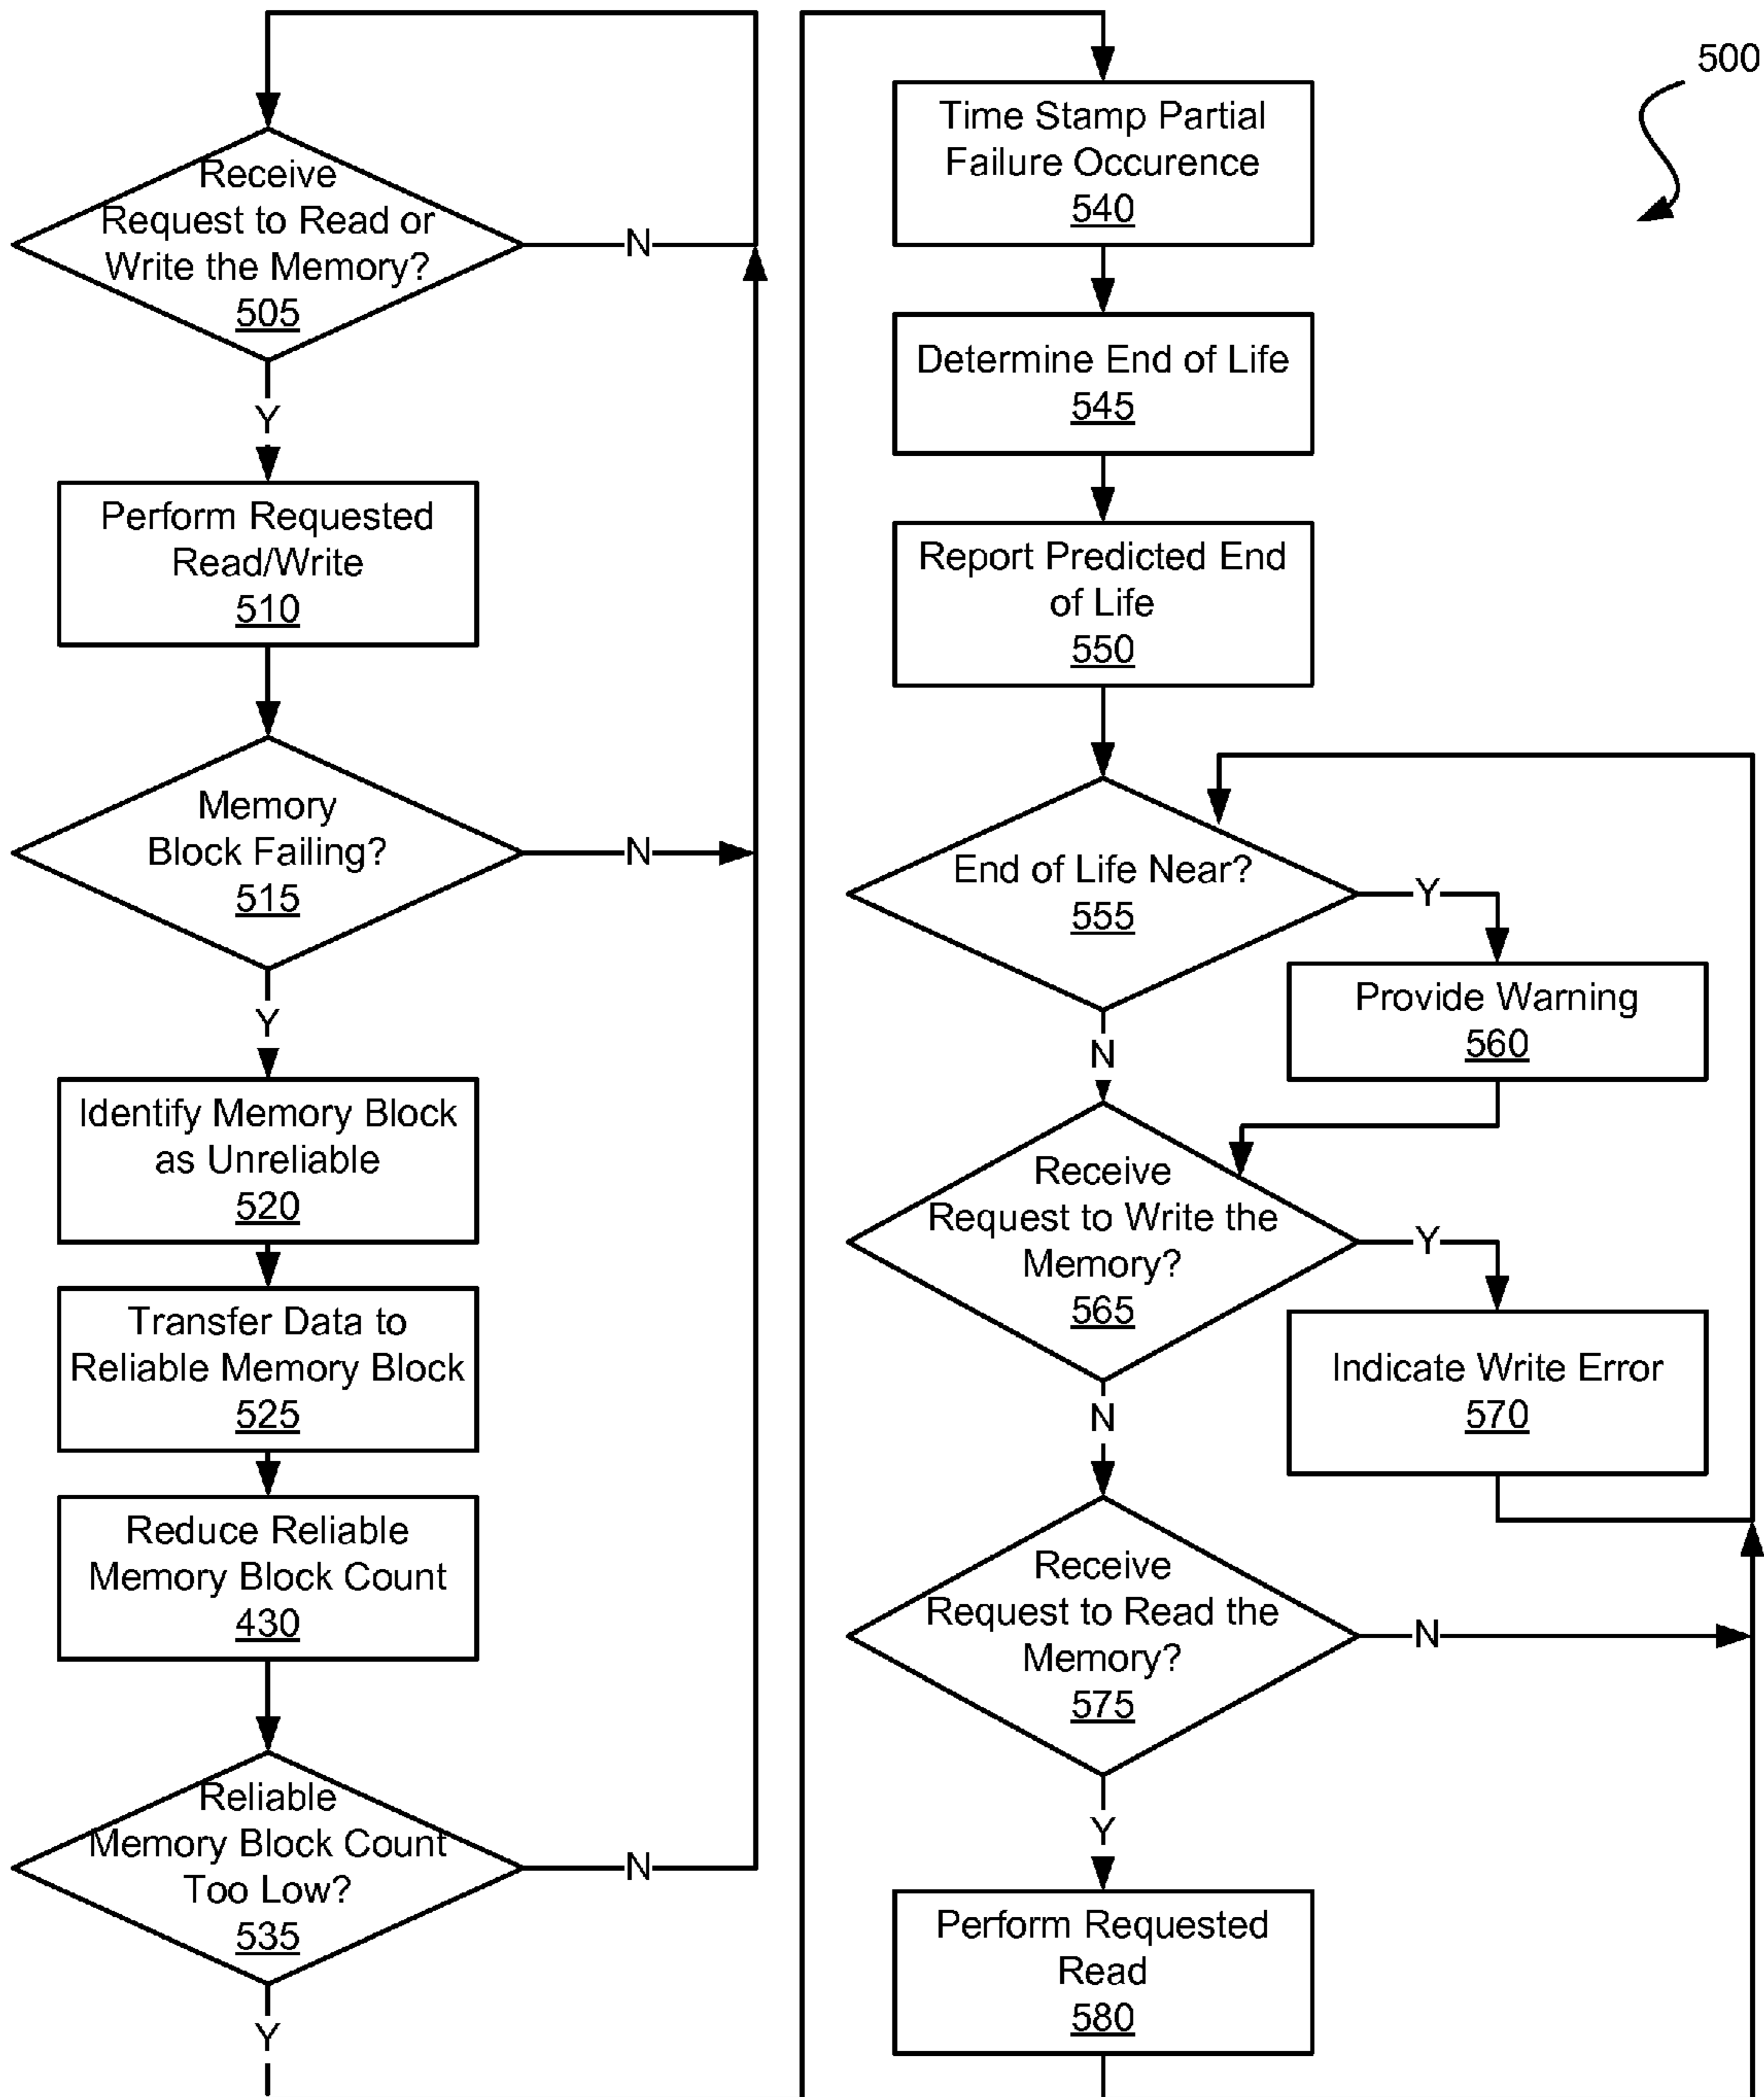 Receive
Request to Read or
Write the Memory?
505
N
Y
Perform Requested
Read/Write
510
Memory
Block Failing?
515
N
Y
Identify Memory Block
as Unreliable
520
Transfer Data to
Reliable Memory Block
525
Reduce Reliable
Memory Block Count
430
Reliable
Memory Block Count
Too Low?
535
N
Y
500
Time Stamp Partial
Failure Occurence
540
Determine End of Life
545
Report Predicted End
of Life
550
End of Life Near?
555
Y
N
Provide Warning
560
Receive
Request to Write the
Memory?
565
Y
N
Indicate Write Error
570
Receive
Request to Read the
Memory?
575
N
Y
Perform Requested
Read
580